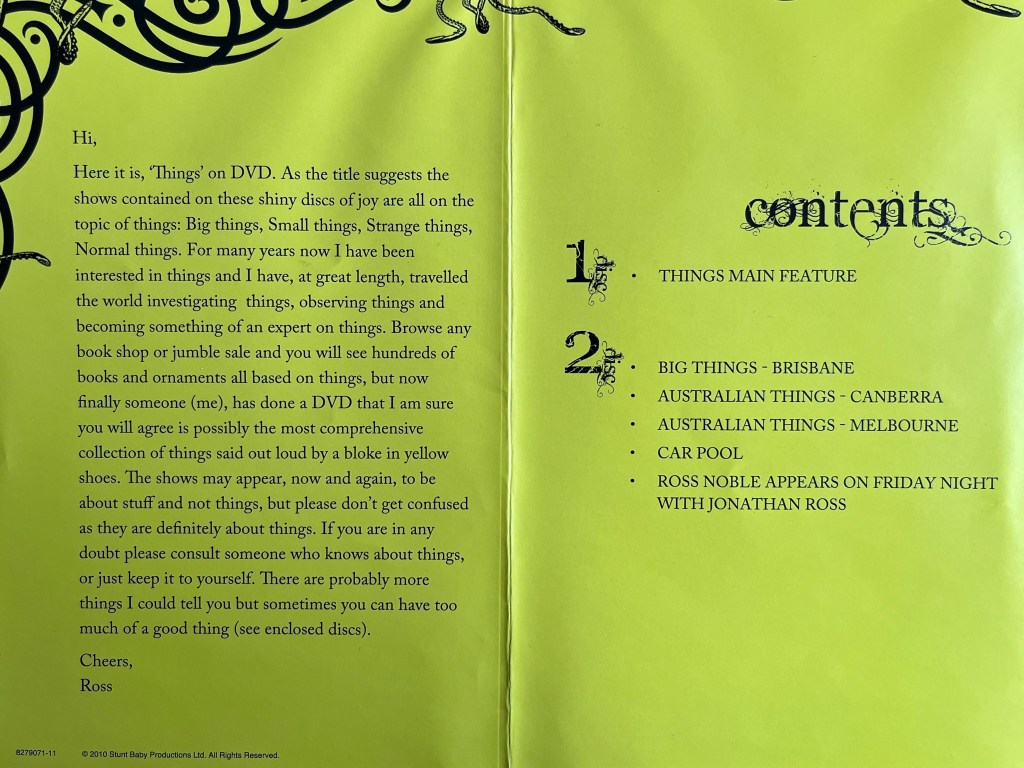 Hi,
Here it is, ‘Things’ on DVD. As the title suggests the
shows contained on these shiny discs of joy are all on the
topic of things: Big things, Small things, Strange things,
Normal things. For many years now I have been
interested in things and I have, at great length, travelled
the world investigating things, observing things and
becoming something of an expert on things. Browse any
book shop or jumble sale and you will see hundreds of
books and ornaments all based on things, but now
finally someone (me), has done a DVD that I am sure
you will agree is possibly the most comprehensive
collection of things said out loud by a bloke in yellow
shoes. The shows may appear, now and again, to be
about stuff and not things, but please don’t get confused
as they are definitely about things. If you are in any
doubt please consult someone who knows about things,
or just keep it to yourself. There are probably more
things I could tell you but sometimes you can have too
much of a good thing (see enclosed discs).
Cheers,
Ross
8279071-11 © 2010 Stunt Baby Productions Ltd. All Rights Reserved.
contents
1 disc
• THINGS MAIN FEATURE
2 disc
• BIG THINGS - BRISBANE
• AUSTRALIAN THINGS - CANBERRA
• AUSTRALIAN THINGS - MELBOURNE
• CAR POOL
• ROSS NOBLE APPEARS ON FRIDAY NIGHT
WITH JONATHAN ROSS